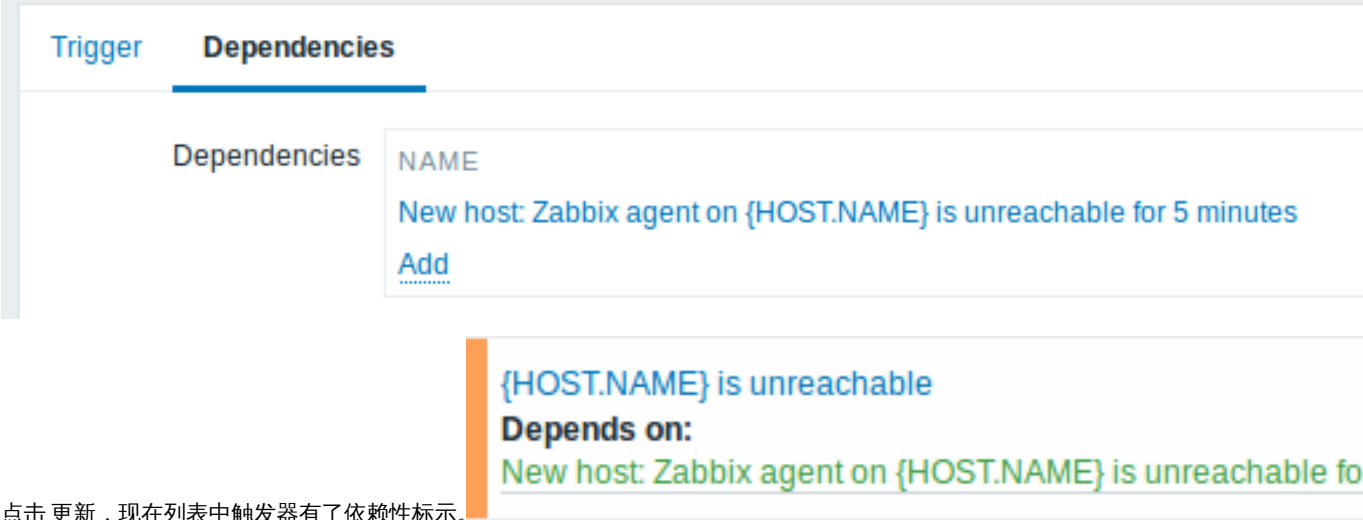 Trigger Dependencies
Dependencies NAME
New host: Zabbix agent on {HOST.NAME} is unreachable for 5 minutes
Add
{HOST.NAME} is unreachable
Depends on:
New host: Zabbix agent on {HOST.NAME} is unreachable fo
点击 更新，现在列表中触发器有了依赖性标示。